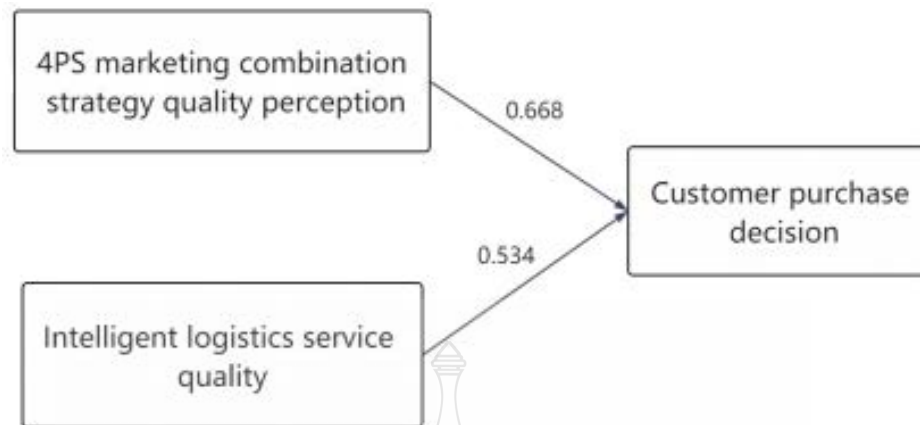 4PS marketing combination
strategy quality perception
0.668
Customer purchase
decision
0.534
Intelligent logistics service
quality